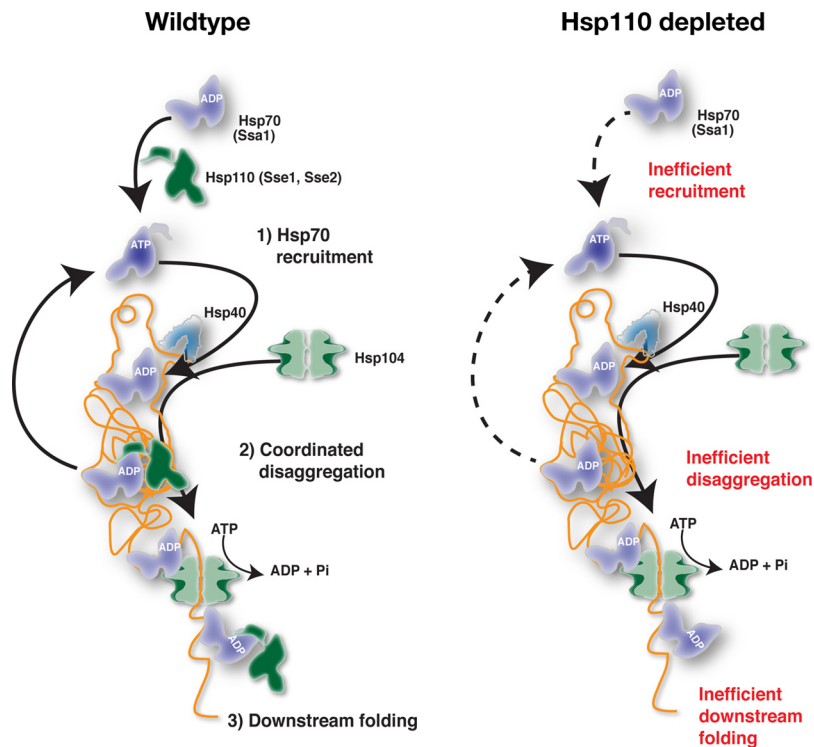 Wildtype
ADP
Hsp70
(Ssa1)
Hsp110 (Sse1, Sse2)
ATP
1) Hsp70
recruitment
Hsp40
Hsp104
ADP
2) Coordinated
disaggregation
ADP
ATP
ADP
ADP + Pi
ADP
3) Downstream folding
Hsp110 depleted
ADP
Hsp70
(Ssa1)
Inefficient
recruitment
ATP
Hsp40
ADP
Inefficient
disaggregation
ADP
ATP
ADP
ADP + Pi
ADP
Inefficient
downstream
folding